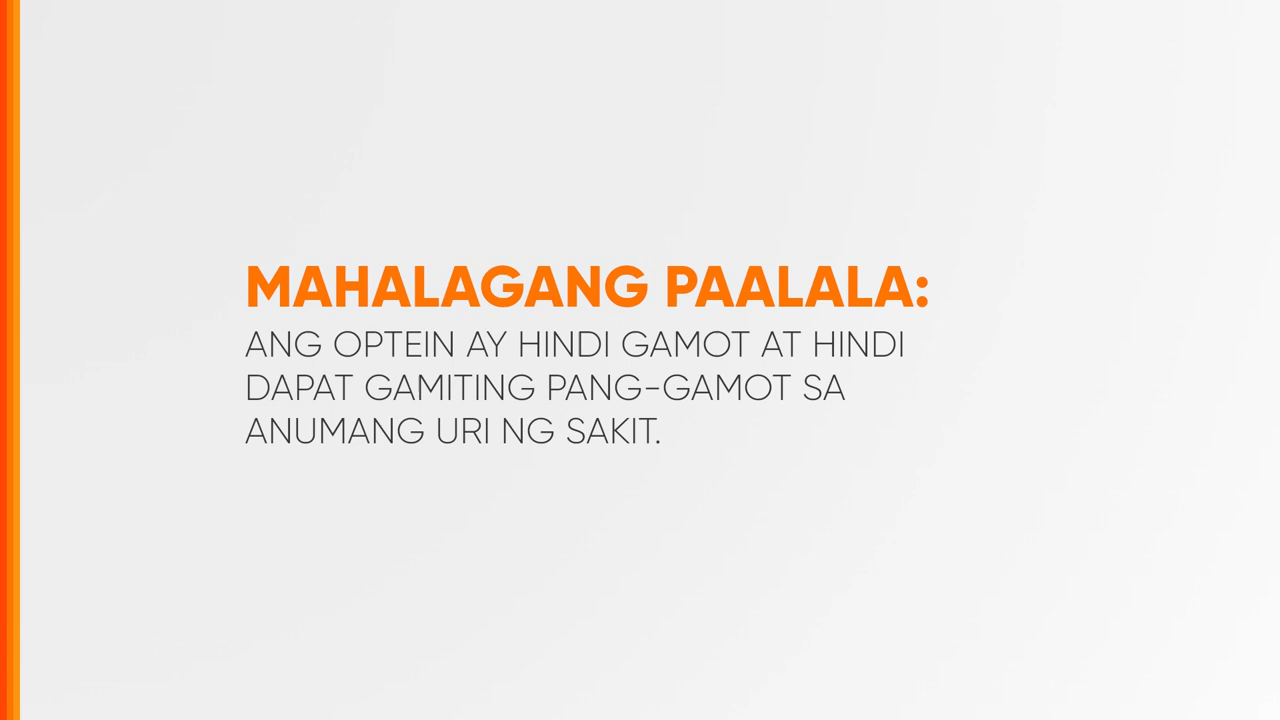 MAHALAGANG PAALALA:
ANG OPTEIN AY HINDI GAMOT AT HINDI
DAPAT GAMITING PANG-GAMOT SA
ANUMANG URI NG SAKIT.